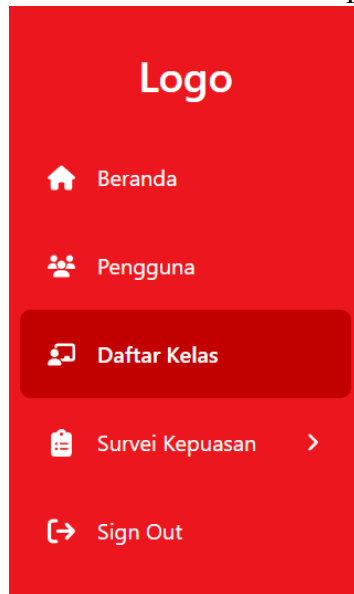 Logo
Beranda
Pengguna
Daftar Kelas
Survei Kepuasan
Sign Out